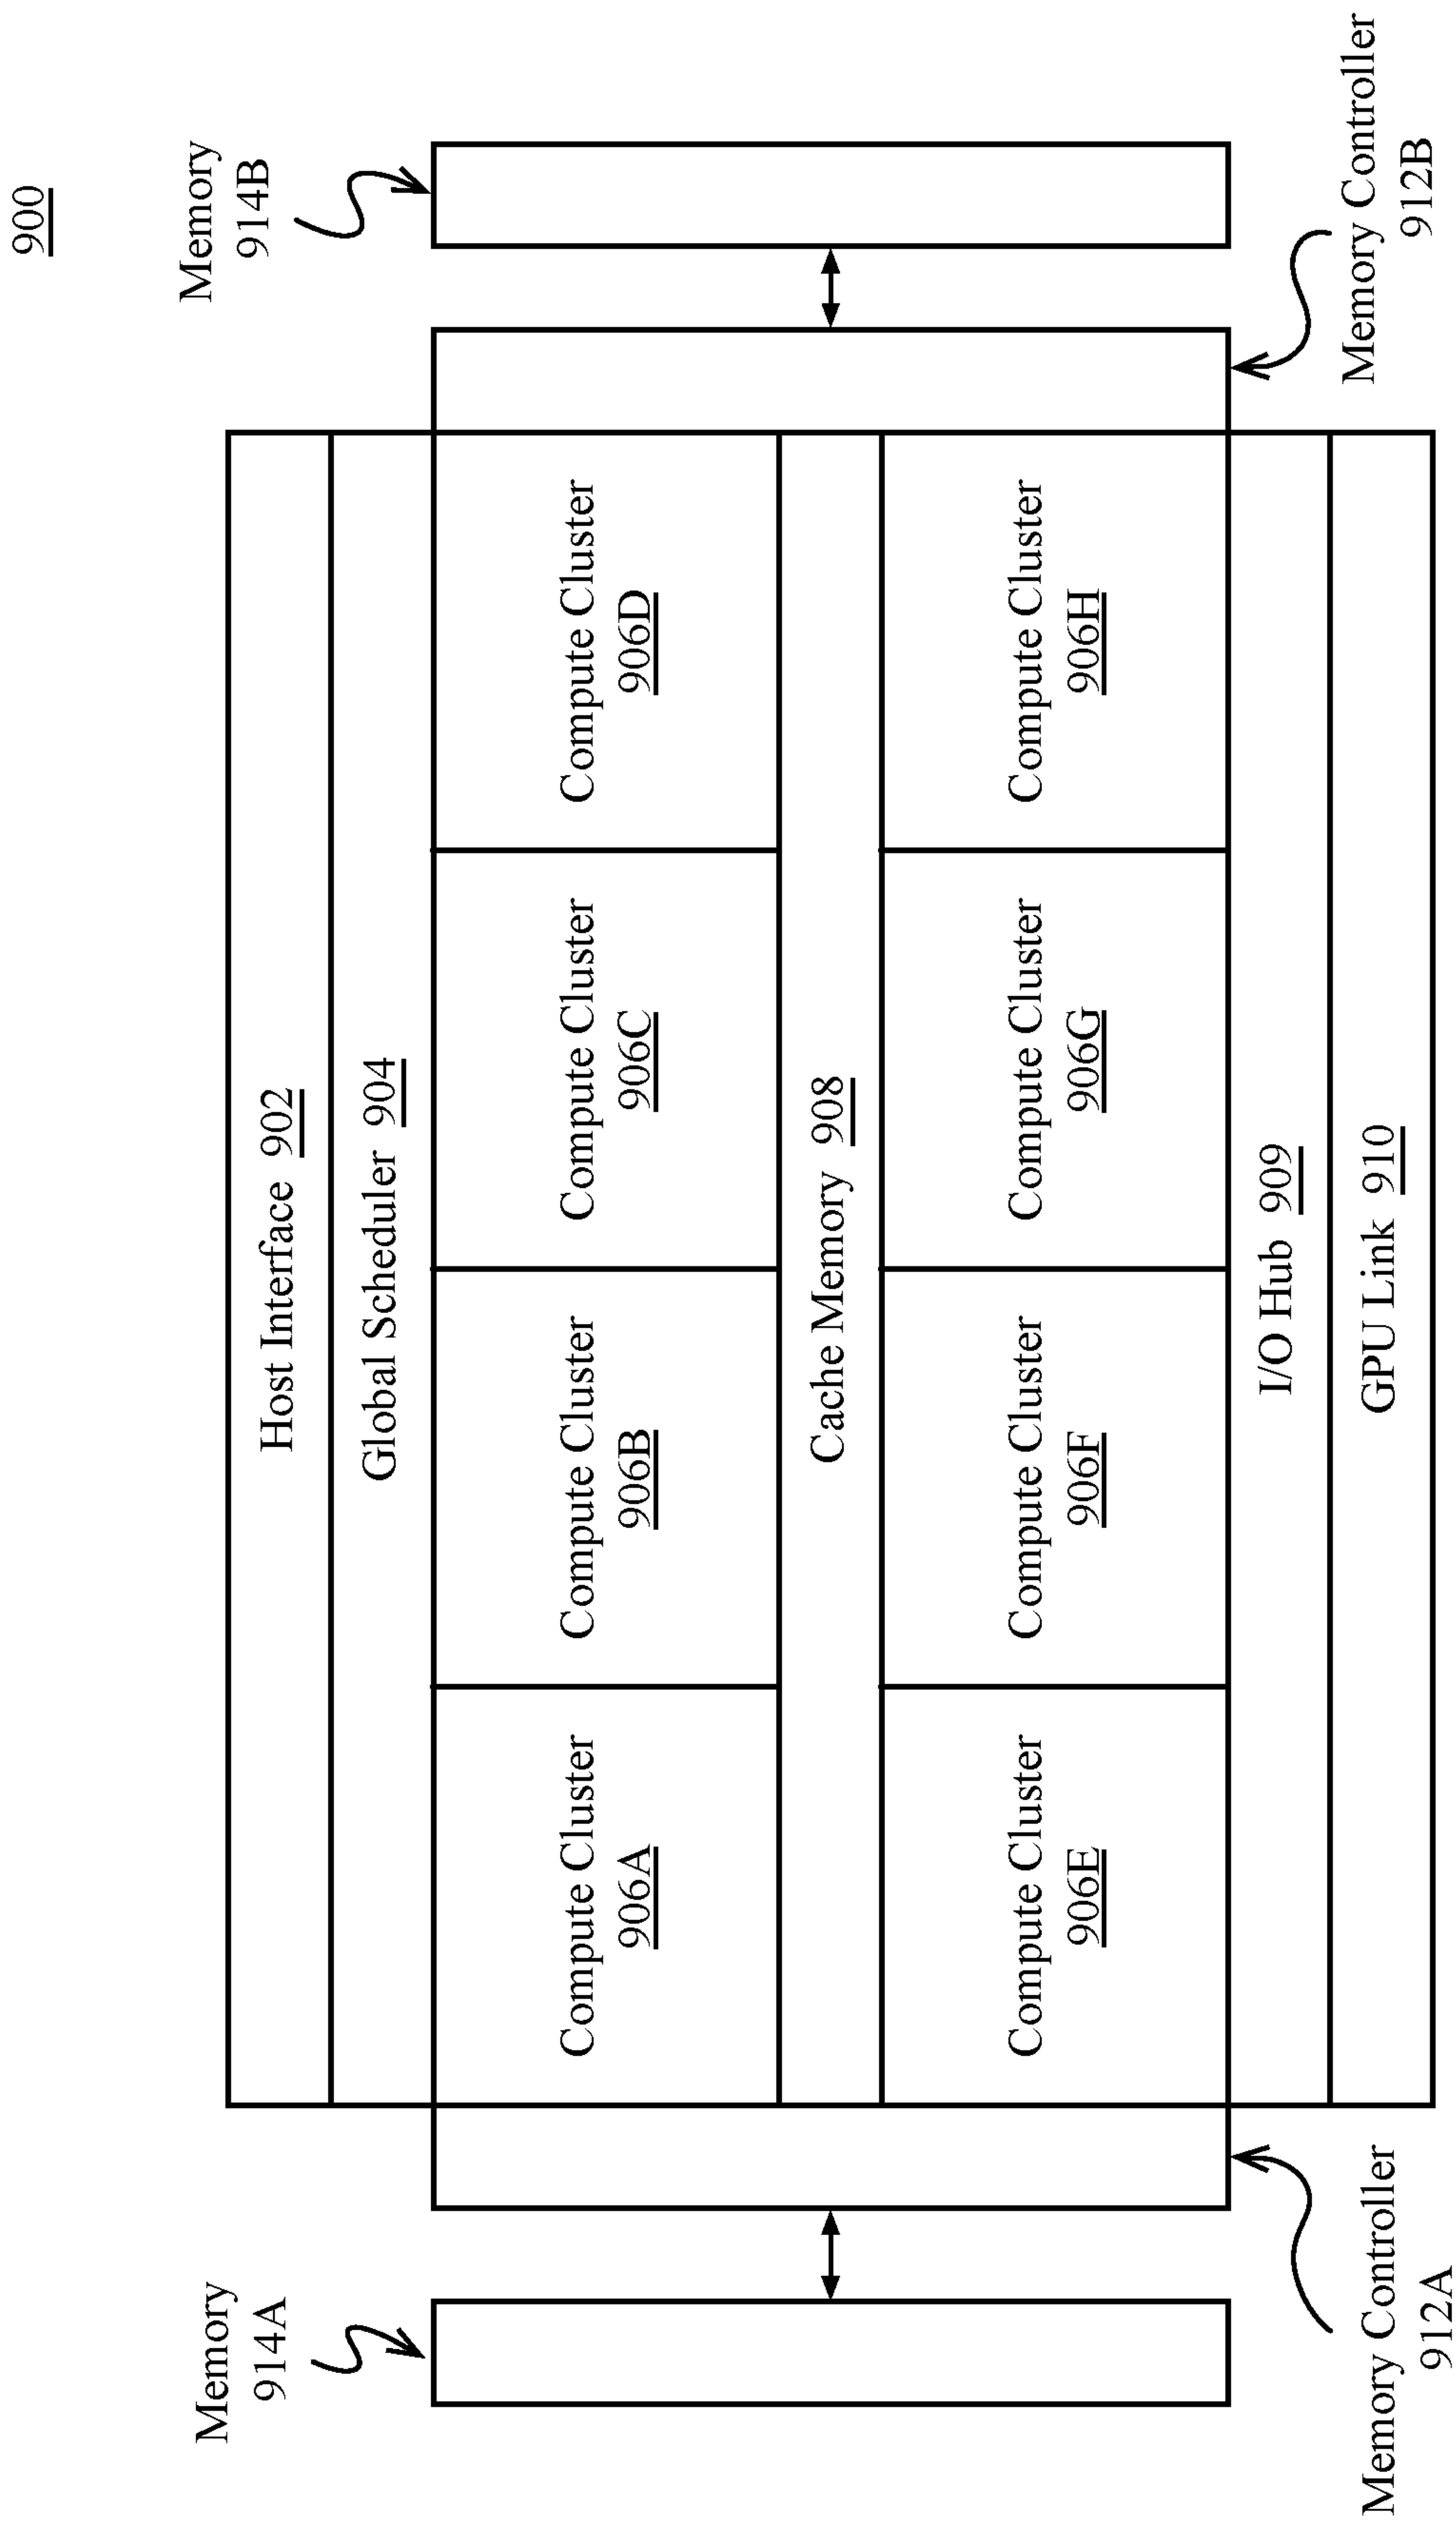 900
Host Interface 902
Global Scheduler 904
Memory
914A
Memory
914B
Compute Cluster
906A
Compute Cluster
906B
Compute Cluster
906C
Compute Cluster
906D
Cache Memory 908
Compute Cluster
906E
Compute Cluster
906F
Compute Cluster
906G
Compute Cluster
906H
I/O Hub 909
GPU Link 910
Memory Controller
912A
Memory Controller
912B